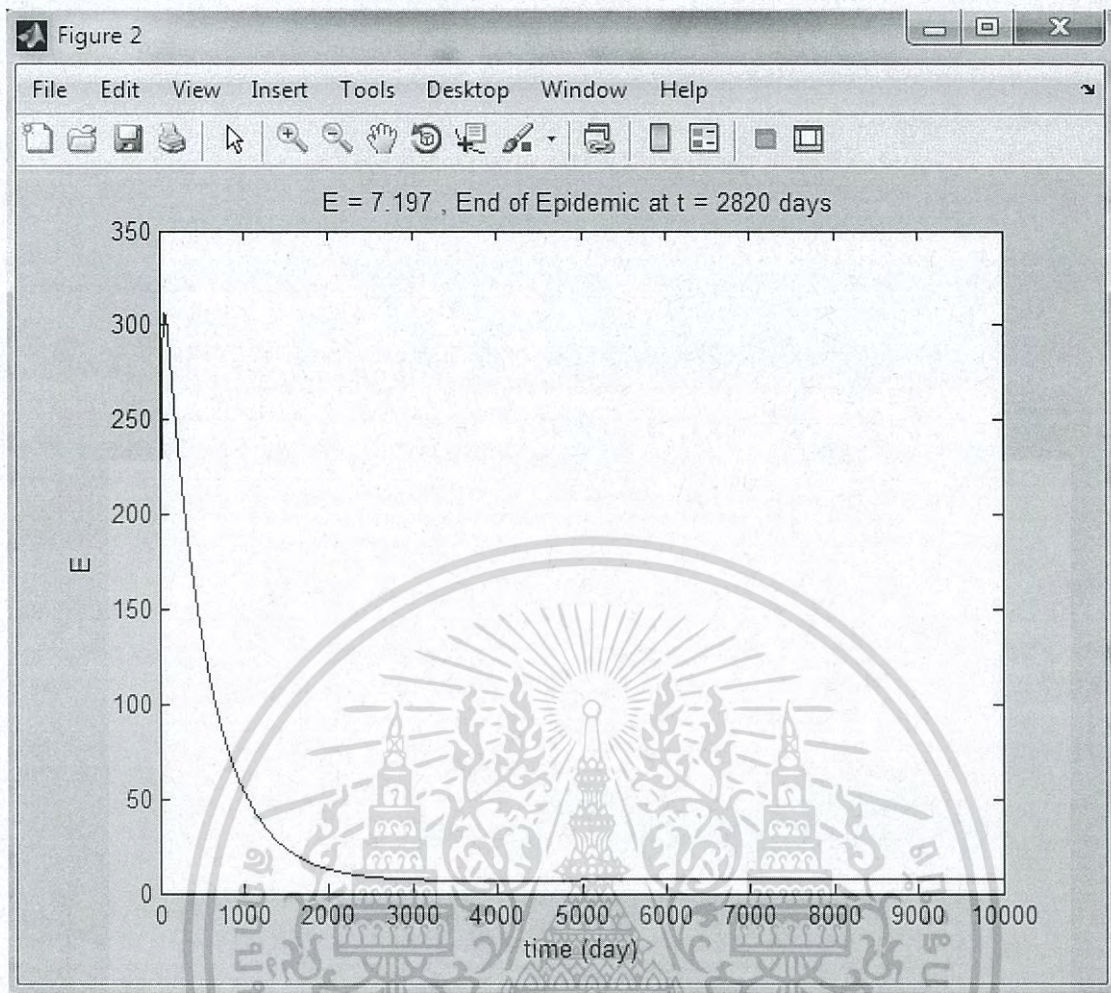 Figure 2
File Edit View Insert Tools Desktop Window Help
E = 7.197 , End of Epidemic at t = 2820 days
350
300
250
200
150
100
50
0
E
0 1000 2000 3000 4000 5000 6000 7000 8000 9000 10000
time (day)